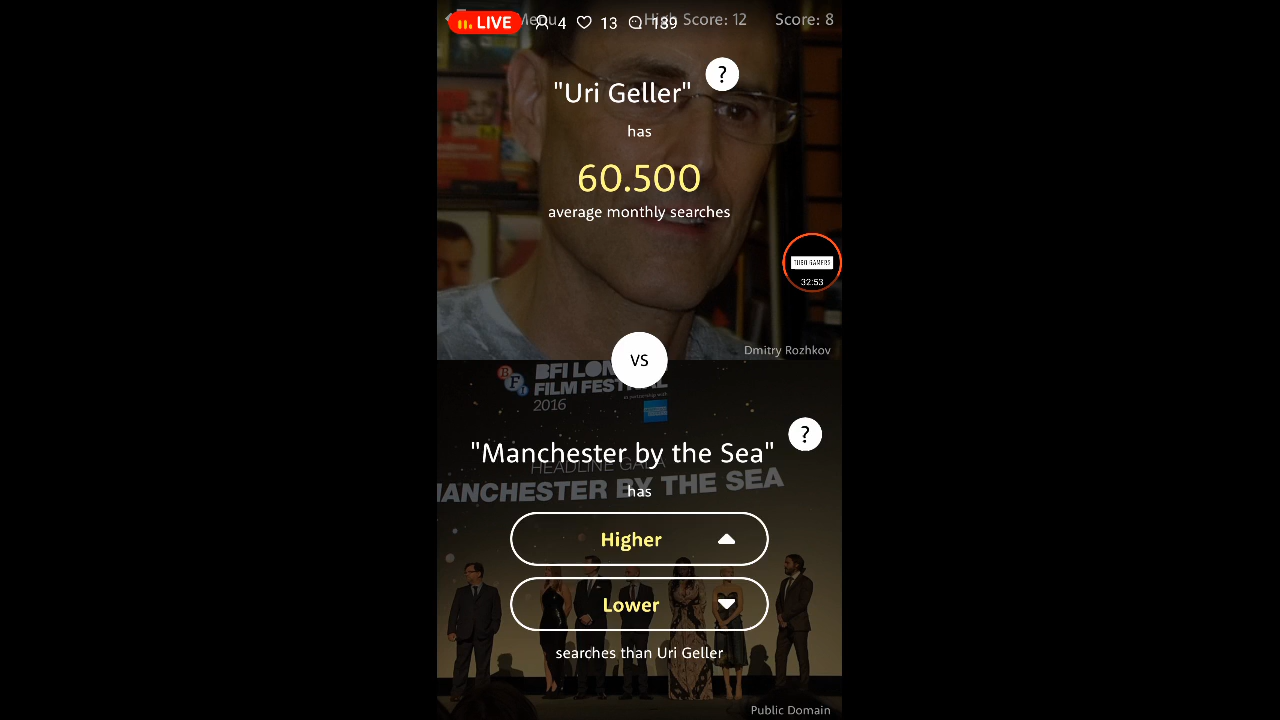 LIVE Menu 4 13 139 High Score: 12 Score: 8
?
"Uri Geller"
has
60.500
average monthly searches
32:53
Dmitry Rozhkov
VS
BFI LON
FILM FESTIVAL
2016
?
"Manchester by the Sea"
HEADLINE GALA
MANCHESTER BY THE SEA
has
Higher
Lower
searches than Uri Geller
Public Domain